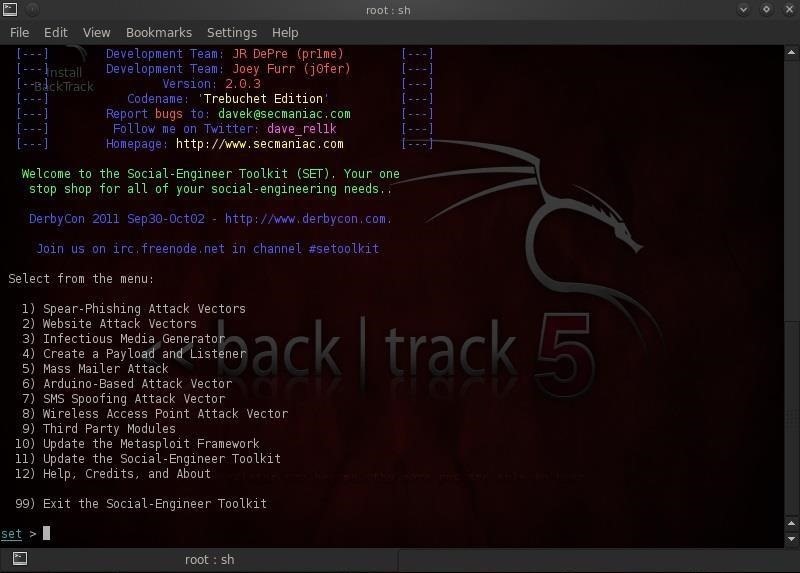 root : sh
File Edit View Bookmarks Settings Help
[---] Development Team: JR DePre (pr1me) [---]
[---] Development Team: Joey Furr (j0fer) [---]
Install
[---] Version: 2.0.3 [---]
BackTrack
[---] Codename: 'Trebuchet Edition' [---]
[---] Report bugs to: davek@secmaniac.com [---]
[---] Follow me on Twitter: dave_rel1k [---]
[---] Homepage: http://www.secmaniac.com [---]
Welcome to the Social-Engineer Toolkit (SET). Your one
stop shop for all of your social-engineering needs..
DerbyCon 2011 Sep30-Oct02 - http://www.derbycon.com.
Join us on irc.freenode.net in channel #setoolkit
Select from the menu:
1) Spear-Phishing Attack Vectors
2) Website Attack Vectors
3) Infectious Media Generator
4) Create a Payload and Listener
5) Mass Mailer Attack
6) Arduino-Based Attack Vector
7) SMS Spoofing Attack Vector
8) Wireless Access Point Attack Vector
9) Third Party Modules
10) Update the Metasploit Framework
11) Update the Social-Engineer Toolkit
12) Help, Credits, and About
99) Exit the Social-Engineer Toolkit
<< back | track 5
set >
root : sh